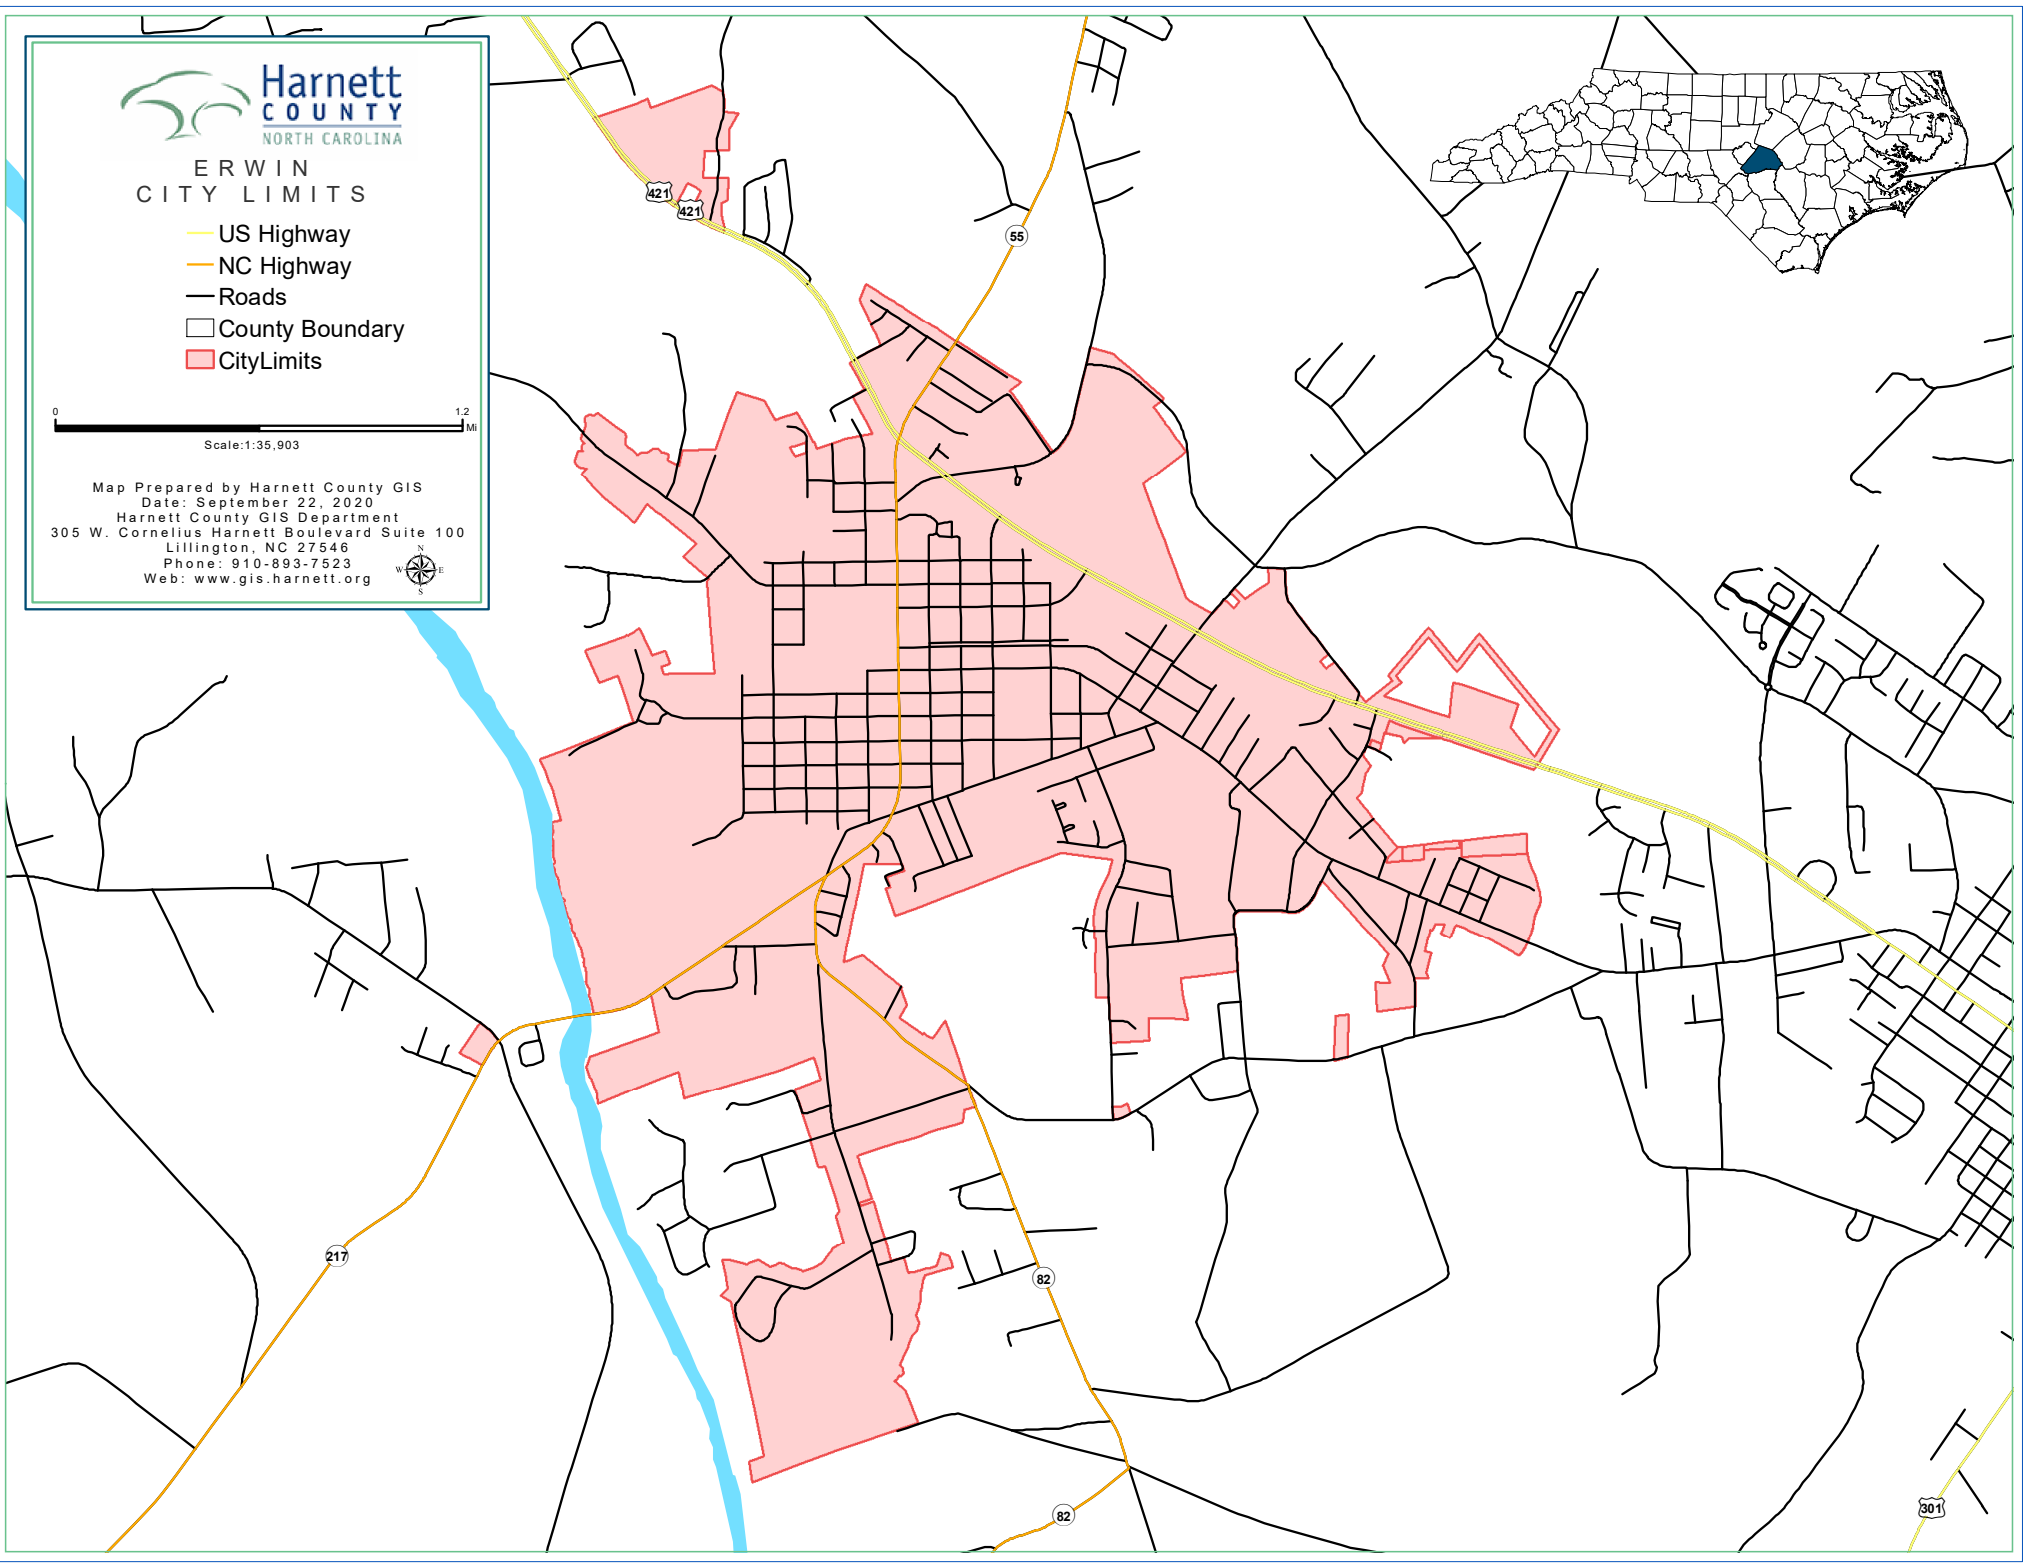 Harnett
COUNTY
NORTH CAROLINA
ERWIN
CITY LIMITS
US Highway
NC Highway
Roads
County Boundary
CityLimits
0 1.2
Mi
Scale:1:35,903
Map Prepared by Harnett County GIS
Date: September 22, 2020
Harnett County GIS Department
305 W. Cornelius Harnett Boulevard Suite 100
Lillington, NC 27546
Phone: 910-893-7523
Web: www.gis.harnett.org
N
W E
S
421
421
55
217
82
82
301